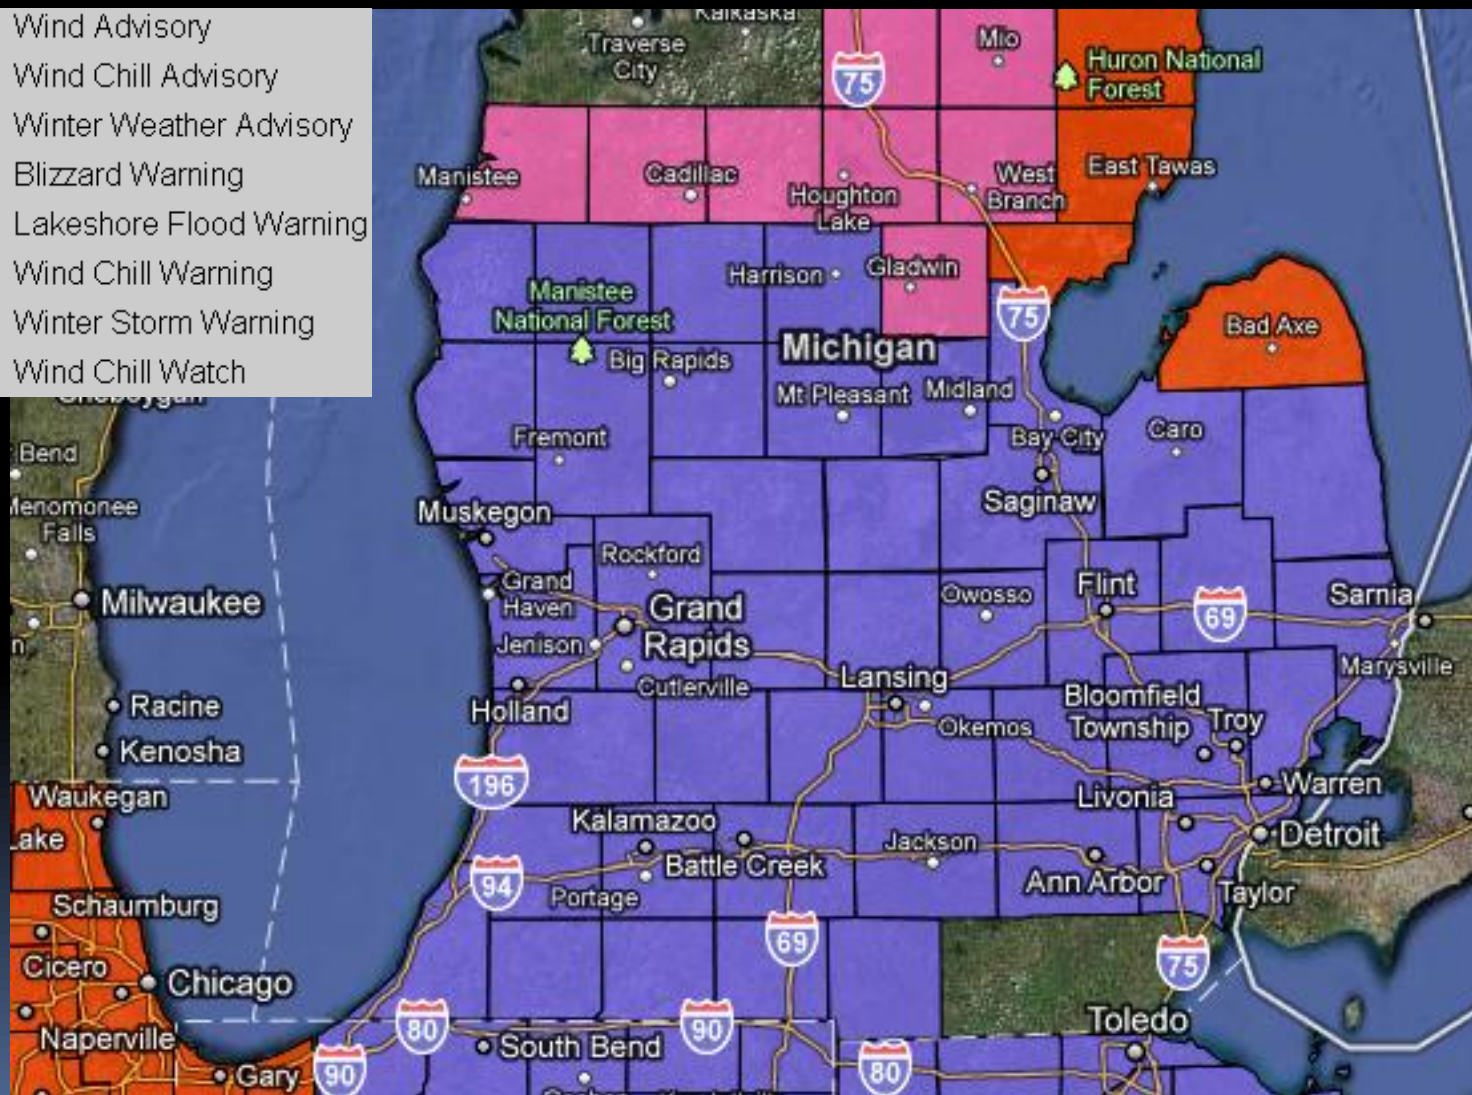 Wind Advisory
Wind Chill Advisory
Winter Weather Advisory
Blizzard Warning
Lakeshore Flood Warning
Wind Chill Warning
Winter Storm Warning
Wind Chill Watch
Kalkaska
Traverse
City
75
Mio
Huron National
Forest
Manistee
Cadillac
Houghton
Lake
West
Branch
East Tawas
Manistee
National Forest
Harrison
Gladwin
75
Bad Axe
Michigan
Big Rapids
Mt Pleasant
Midland
Sheboygan
Bend
Fremont
Bay City
Caro
Menomonee
Falls
Muskegon
Saginaw
Rockford
Milwaukee
Grand
Haven
Grand
Rapids
Owosso
Flint
69
Sarnia
Jenison
Cutlerville
Lansing
Marysville
Racine
Holland
Okemos
Bloomfield
Township
Troy
Kenosha
196
Warren
Waukegan
Livonia
Lake
Kalamazoo
Battle Creek
Jackson
Detroit
94
Portage
Ann Arbor
Taylor
Schaumburg
69
75
Cicero
Chicago
Naperville
80
90
Toledo
South Bend
Gary
90
80